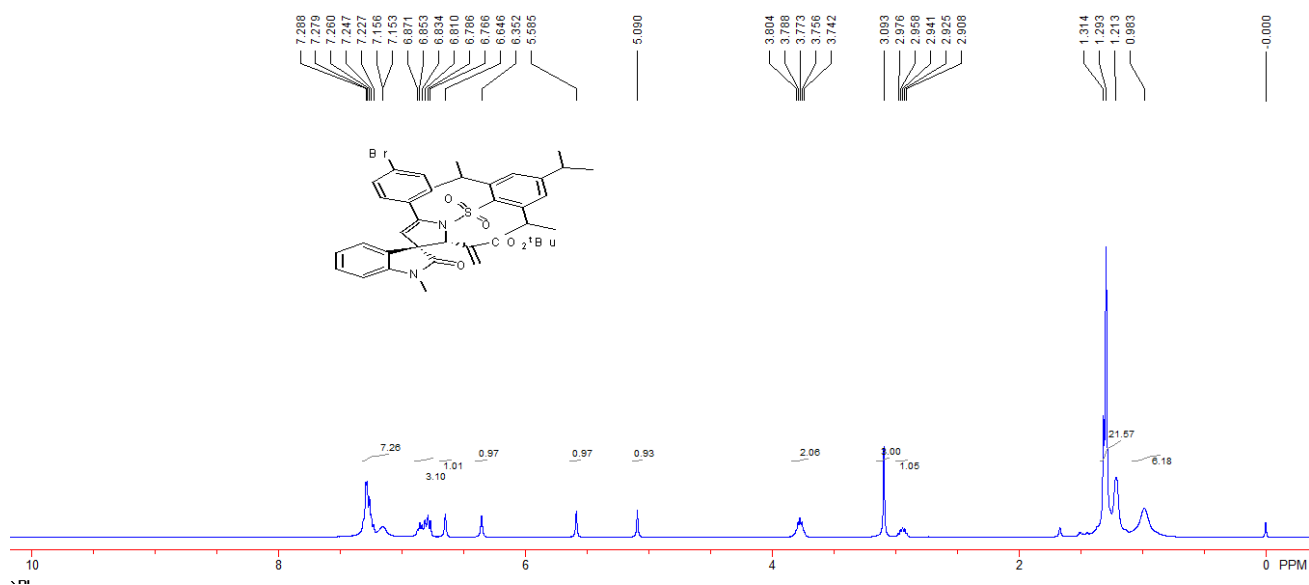 7.288 7.279 7.260 7.247 7.227 7.156 7.153 6.871 6.853 6.834 6.810 6.786 6.766 6.646 6.352 5.585 5.090 3.804 3.788 3.773 3.756 3.742 3.093 2.976 2.958 2.941 2.925 2.908 1.314 1.293 1.213 0.983 -0.000
Br
O
S
N
O
CO2tBu
O
N
7.26 3.10 1.01 0.97 0.97 0.93 2.06 3.00 1.05 21.57 6.18
10 8 6 4 2 0 PPM